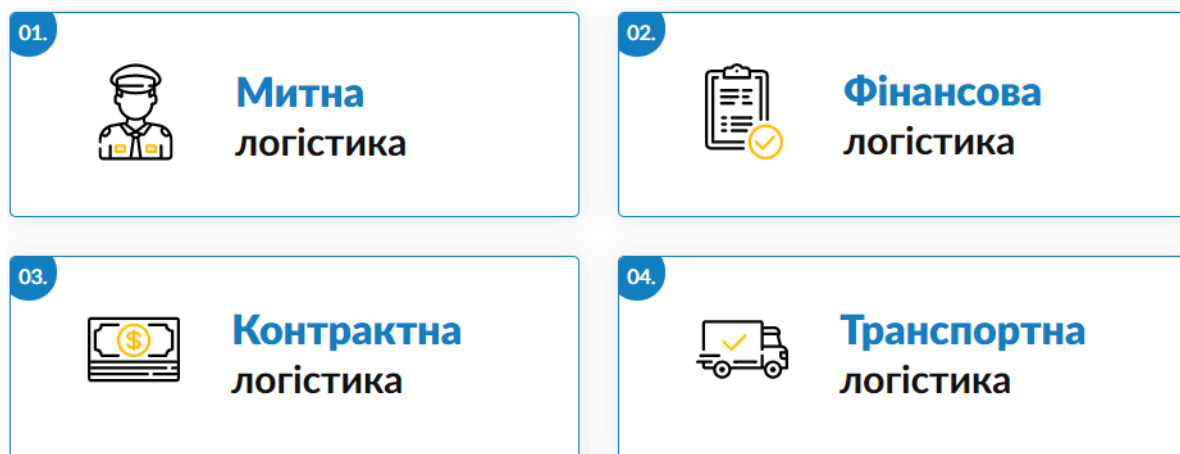 01.
Митна
логістика
02.
Фінансова
логістика
03.
Контрактна
логістика
04.
Транспортна
логістика